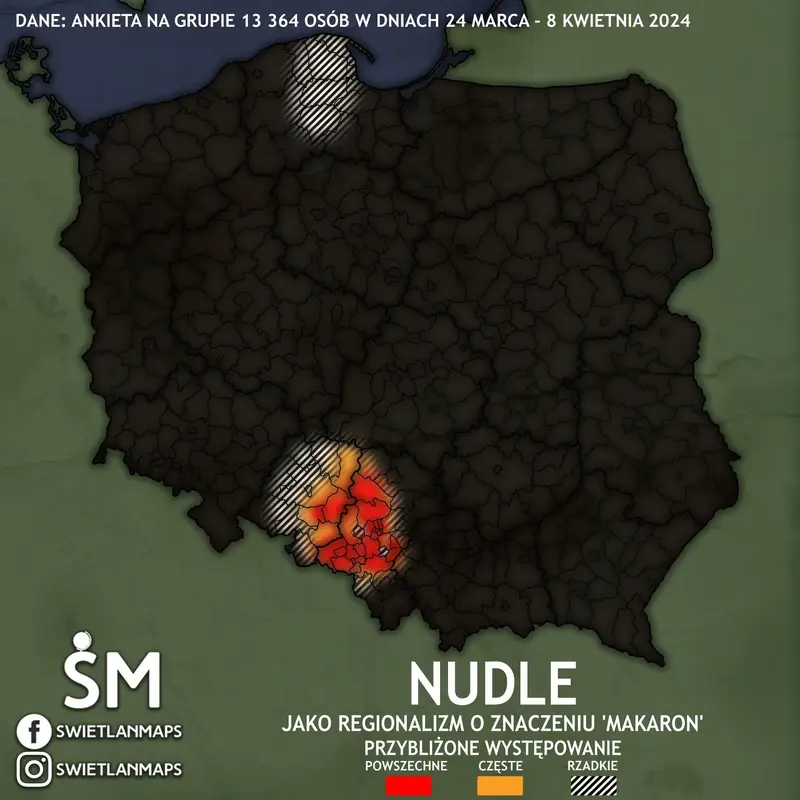 DANE: ANKIETA NA GRUPIE 13 364 OSÓB W DNIACH 24 MARCA - 8 KWIETNIA 2024
ŚM
SWIETLANMAPS
SWIETLANMAPS
NUDLE
JAKO REGIONALIZM O ZNACZENIU 'MAKARON'
PRZYBLIŻONE WYSTĘPOWANIE
POWSZECHNE CZĘSTE RZADKIE